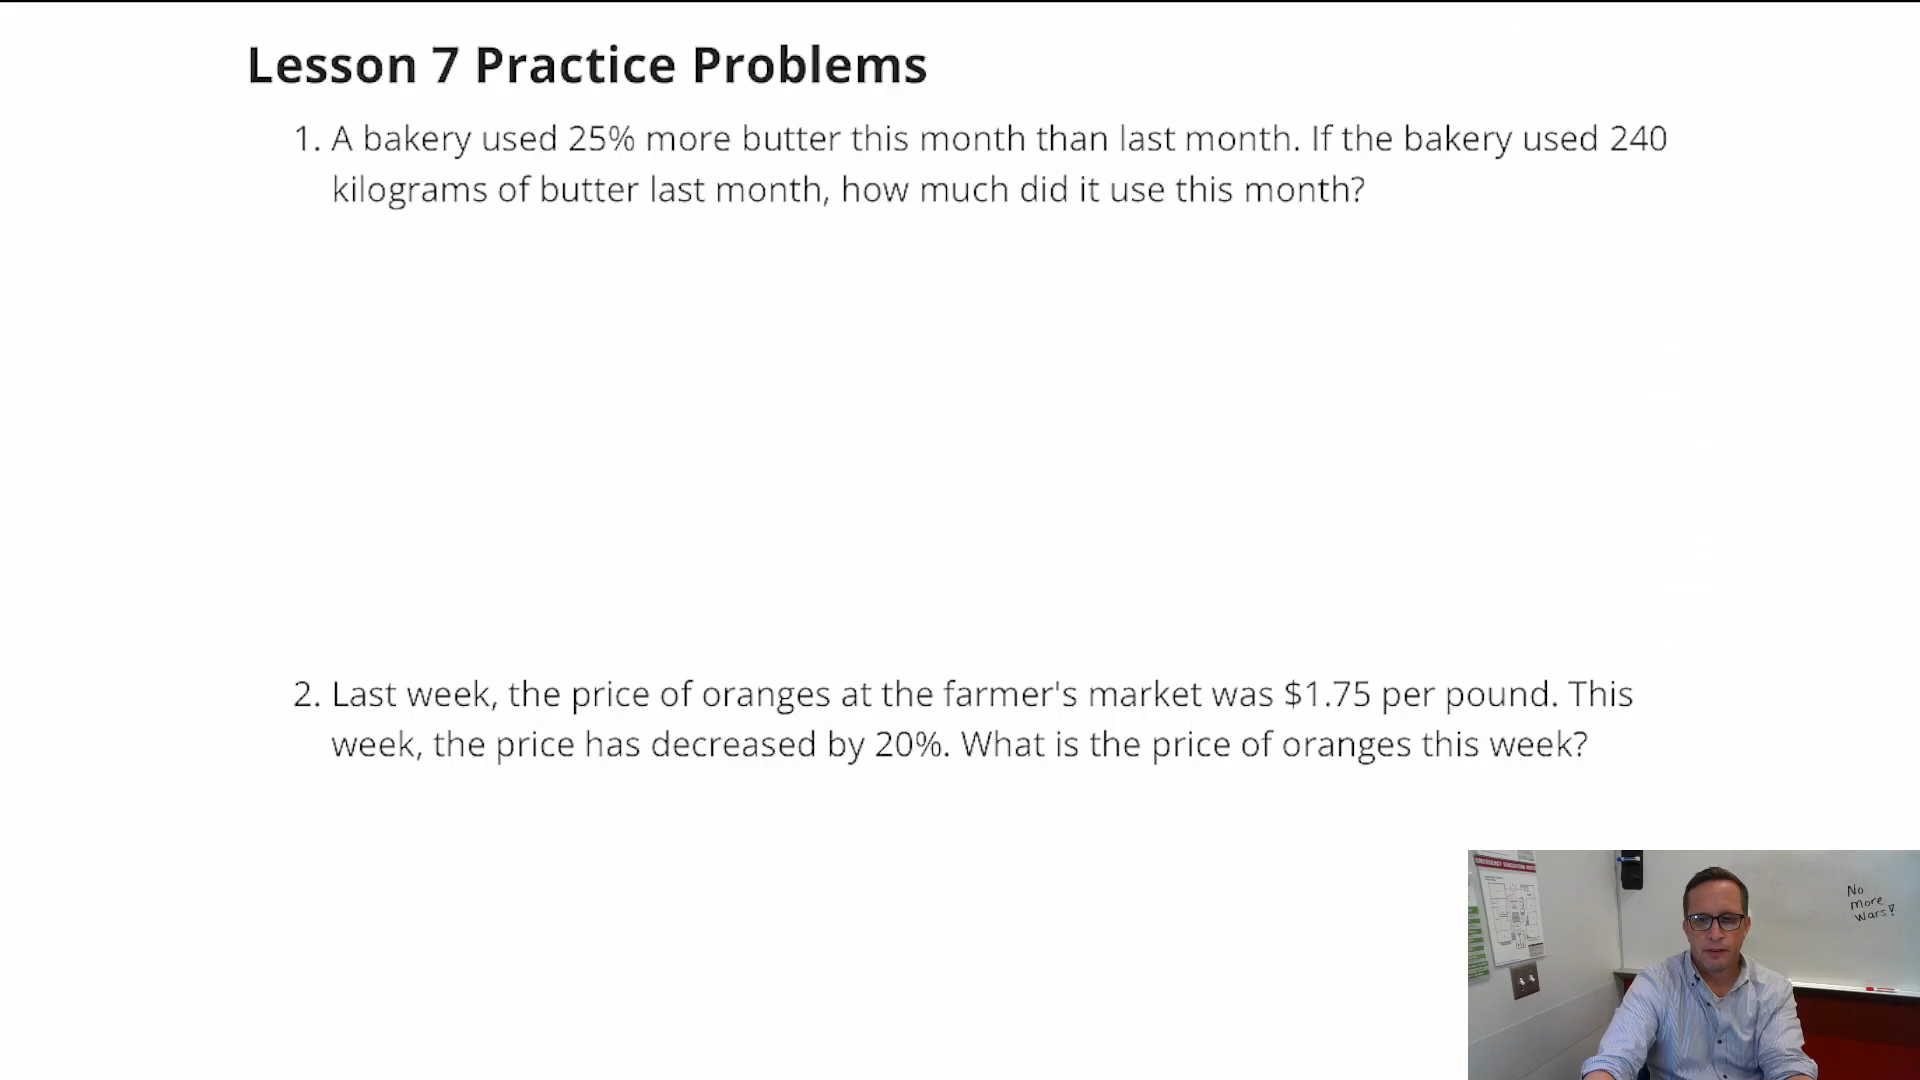 Lesson 7 Practice Problems
1. A bakery used 25% more butter this month than last month. If the bakery used 240
kilograms of butter last month, how much did it use this month?
2. Last week, the price of oranges at the farmer's market was $1.75 per pound. This
week, the price has decreased by 20%. What is the price of oranges this week?
No
more
Wars!